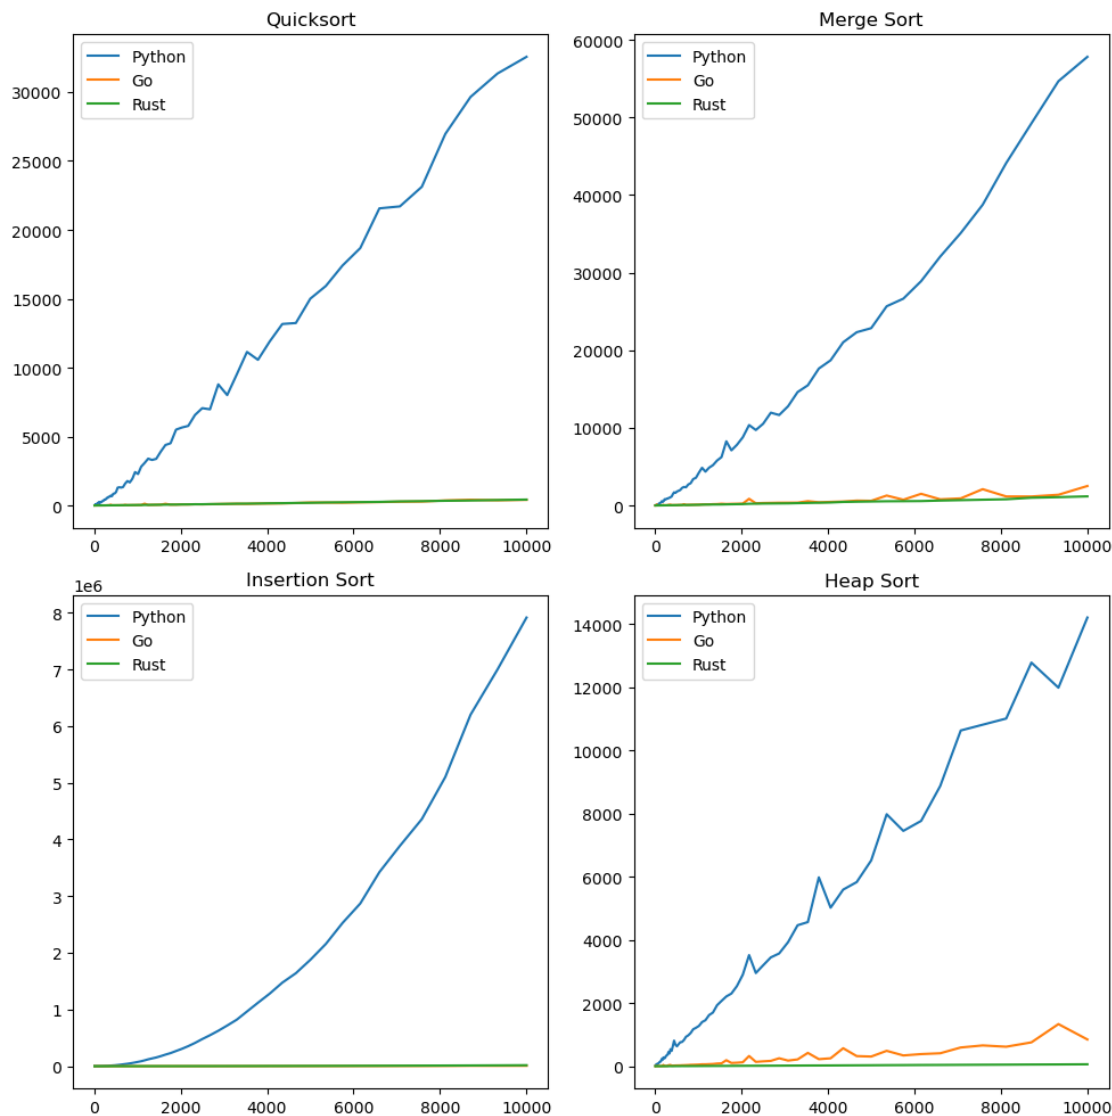 Quicksort
Python
Go
Rust
30000
25000
20000
15000
10000
5000
0
0 2000 4000 6000 8000 10000
Merge Sort
Python
Go
Rust
60000
50000
40000
30000
20000
10000
0
0 2000 4000 6000 8000 10000
Insertion Sort
1e6
Python
Go
Rust
8
7
6
5
4
3
2
1
0
0 2000 4000 6000 8000 10000
Heap Sort
Python
Go
Rust
14000
12000
10000
8000
6000
4000
2000
0
0 2000 4000 6000 8000 10000